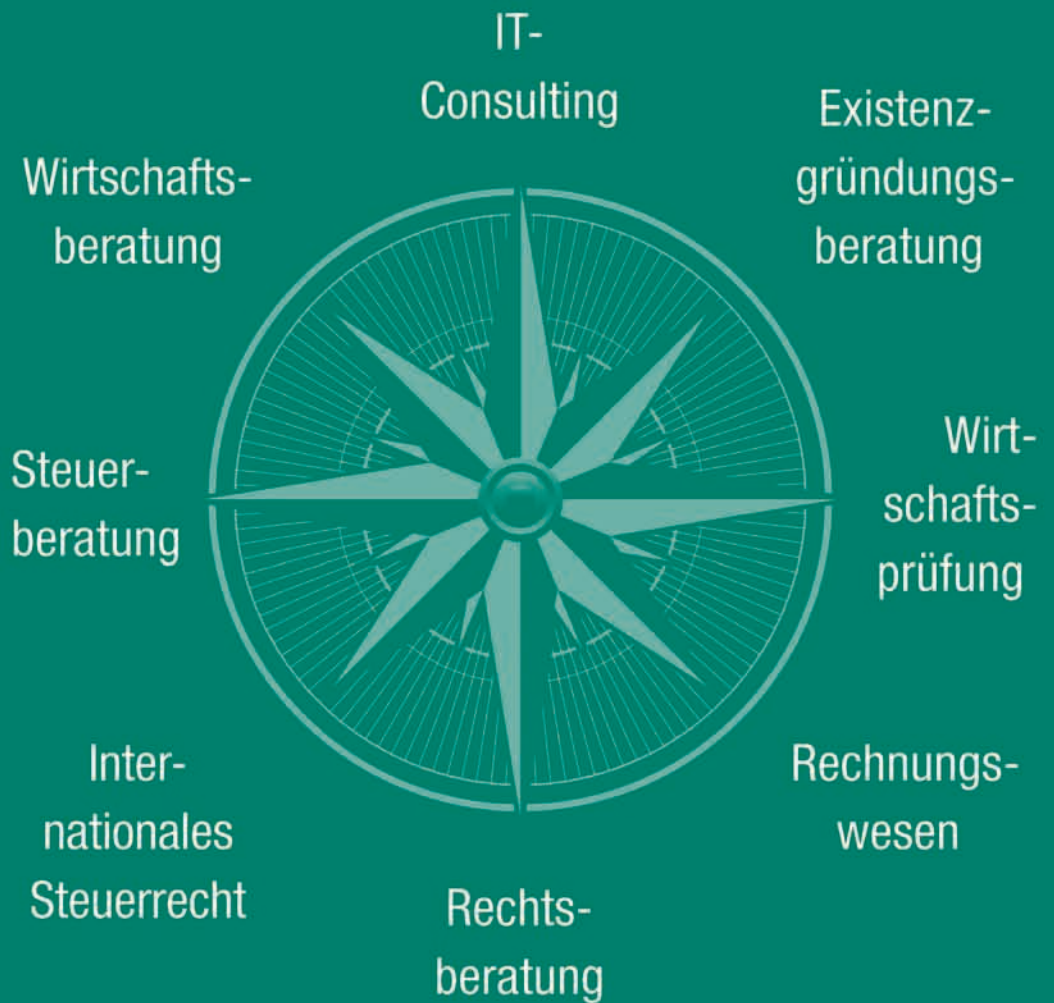 IT-
Consulting
Existenz-
gründungs-
beratung
Wirtschafts-
beratung
Wirt-
schafts-
prüfung
Steuer-
beratung
Rechnungs-
wesen
Inter-
nationales
Steuerrecht
Rechts-
beratung